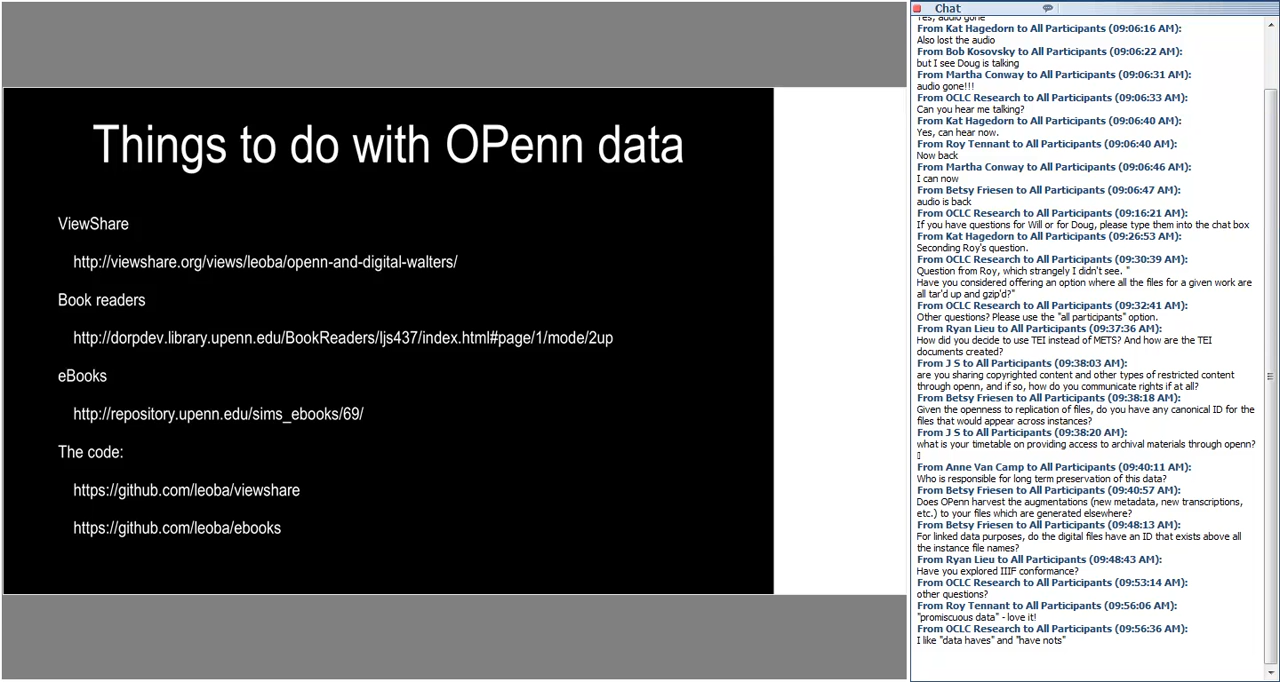 Things to do with OPenn data
ViewShare
http://viewshare.org/views/leoba/openn-and-digital-walters/
Book readers
http://dorpdev.library.upenn.edu/BookReaders/ljs437/index.html#page/1/mode/2up
eBooks
http://repository.upenn.edu/sims_ebooks/69/
The code:
https://github.com/leoba/viewshare
https://github.com/leoba/ebooks
Chat
Yes, audio gone
From Kat Hagedorn to All Participants (09:06:16 AM):
Also lost the audio
From Bob Kosovsky to All Participants (09:06:22 AM):
but I see Doug is talking
From Martha Conway to All Participants (09:06:31 AM):
audio gone!!!
From OCLC Research to All Participants (09:06:33 AM):
Can you hear me talking?
From Kat Hagedorn to All Participants (09:06:40 AM):
Yes, can hear now.
From Roy Tennant to All Participants (09:06:40 AM):
Now back
From Martha Conway to All Participants (09:06:46 AM):
I can now
From Betsy Friesen to All Participants (09:06:47 AM):
audio is back
From OCLC Research to All Participants (09:16:21 AM):
If you have questions for Will or for Doug, please type them into the chat box
From Kat Hagedorn to All Participants (09:26:53 AM):
Seconding Roy's question.
From OCLC Research to All Participants (09:30:39 AM):
Question from Roy, which strangely I didn't see. "
Have you considered offering an option where all the files for a given work are
all tar'd up and gzip'd?"
From OCLC Research to All Participants (09:32:41 AM):
Other questions? Please use the "all participants" option.
From Ryan Lieu to All Participants (09:37:36 AM):
How did you decide to use TEI instead of METS? And how are the TEI
documents created?
From J S to All Participants (09:38:03 AM):
are you sharing copyrighted content and other types of restricted content
through openn, and if so, how do you communicate rights if at all?
From Betsy Friesen to All Participants (09:38:18 AM):
Given the openness to replication of files, do you have any canonical ID for the
files that would appear across instances?
From J S to All Participants (09:38:20 AM):
what is your timetable on providing access to archival materials through openn?
From Anne Van Camp to All Participants (09:40:11 AM):
Who is responsible for long term preservation of this data?
From Betsy Friesen to All Participants (09:40:57 AM):
Does OPenn harvest the augmentations (new metadata, new transcriptions,
etc.) to your files which are generated elsewhere?
From Betsy Friesen to All Participants (09:48:13 AM):
For linked data purposes, do the digital files have an ID that exists above all
the instance file names?
From Ryan Lieu to All Participants (09:48:43 AM):
Have you explored IIIF conformance?
From OCLC Research to All Participants (09:53:14 AM):
other questions?
From Roy Tennant to All Participants (09:56:06 AM):
"promiscuous data" - love it!
From OCLC Research to All Participants (09:56:36 AM):
I like "data haves" and "have nots"